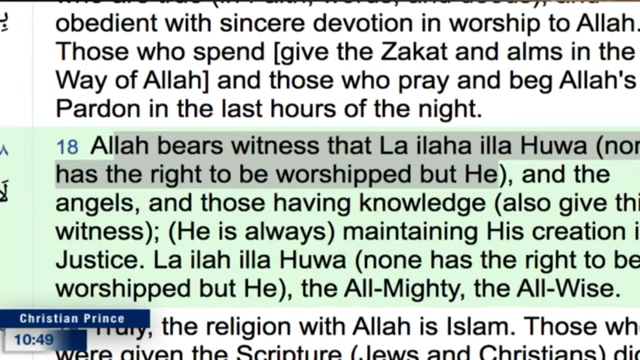 obedient with sincere devotion in worship to Allah.
Those who spend [give the Zakat and alms in the
Way of Allah] and those who pray and beg Allah's
Pardon in the last hours of the night.
18 Allah bears witness that La ilaha illa Huwa (non
has the right to be worshipped but He), and the
angels, and those having knowledge (also give thi
witness); (He is always) maintaining His creation i
Justice. La ilah illa Huwa (none has the right to be
worshipped but He), the All-Mighty, the All-Wise.
Truly, the religion with Allah is Islam. Those wh
were given the Scripture (Jews and Christians) di
Christian Prince
10:49